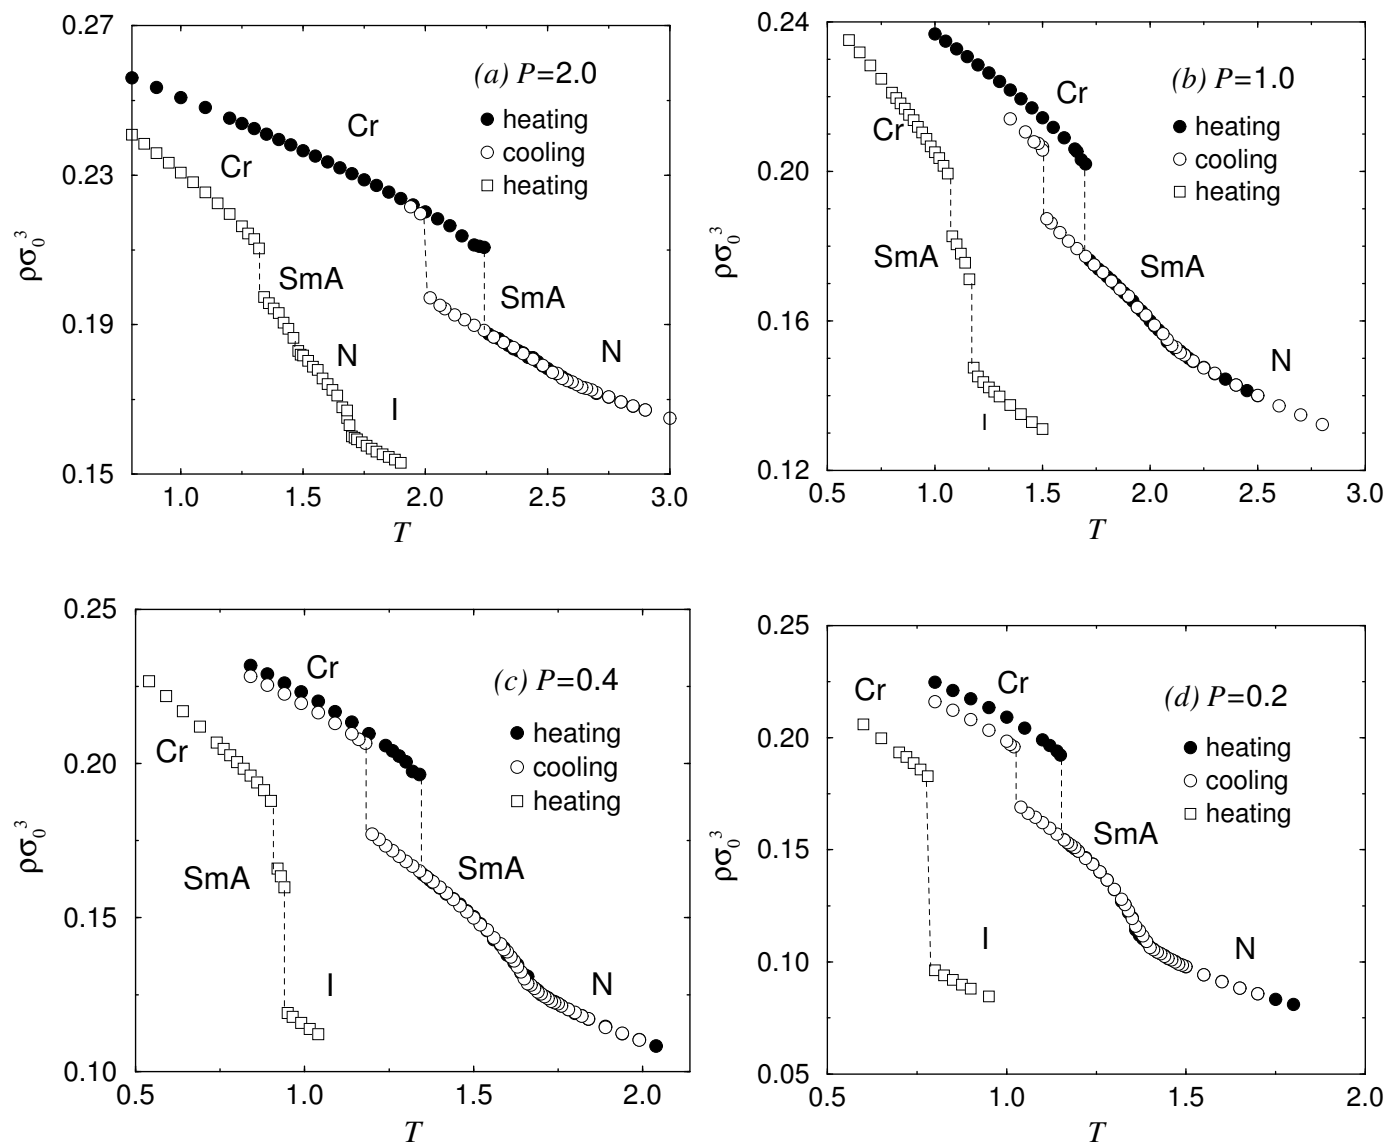 (a) P=2.0
heating
cooling
heating
Cr
Cr
SmA
SmA
N
N
I
0.27
0.23
0.19
0.15
ρσ₀³
1.0 1.5 2.0 2.5 3.0
T
(b) P=1.0
heating
cooling
heating
Cr
Cr
SmA
SmA
N
I
0.24
0.20
0.16
0.12
ρσ₀³
0.5 1.0 1.5 2.0 2.5 3.0
T
(c) P=0.4
heating
cooling
heating
Cr
Cr
SmA
SmA
N
I
0.25
0.20
0.15
0.10
ρσ₀³
0.5 1.0 1.5 2.0
T
(d) P=0.2
heating
cooling
heating
Cr
Cr
SmA
N
I
0.25
0.20
0.15
0.10
0.05
ρσ₀³
0.5 1.0 1.5 2.0
T